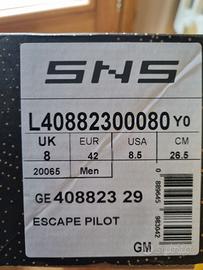 SNS
L40882300080 Y0
UK EUR USA CM
8 42 8.5 26.5
20065 Men
GE 408823 29
ESCAPE PILOT
GM